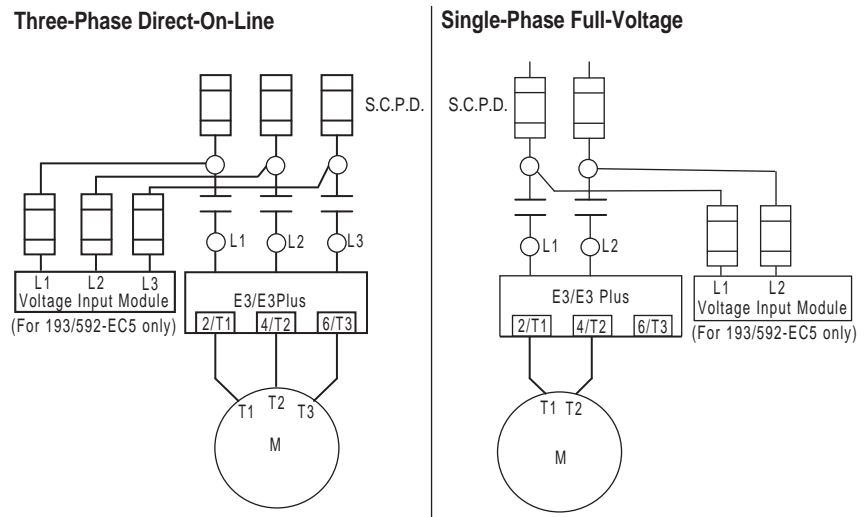 Three-Phase Direct-On-Line
S.C.P.D.
L1
L2
L3
L1 L2 L3
Voltage Input Module
(For 193/592-EC5 only)
E3/E3Plus
2/T1 4/T2 6/T3
T1 T2 T3
M
Single-Phase Full-Voltage
S.C.P.D.
L1
L2
L1 L2
Voltage Input Module
(For 193/592-EC5 only)
E3/E3 Plus
2/T1 4/T2 6/T3
T1 T2
M